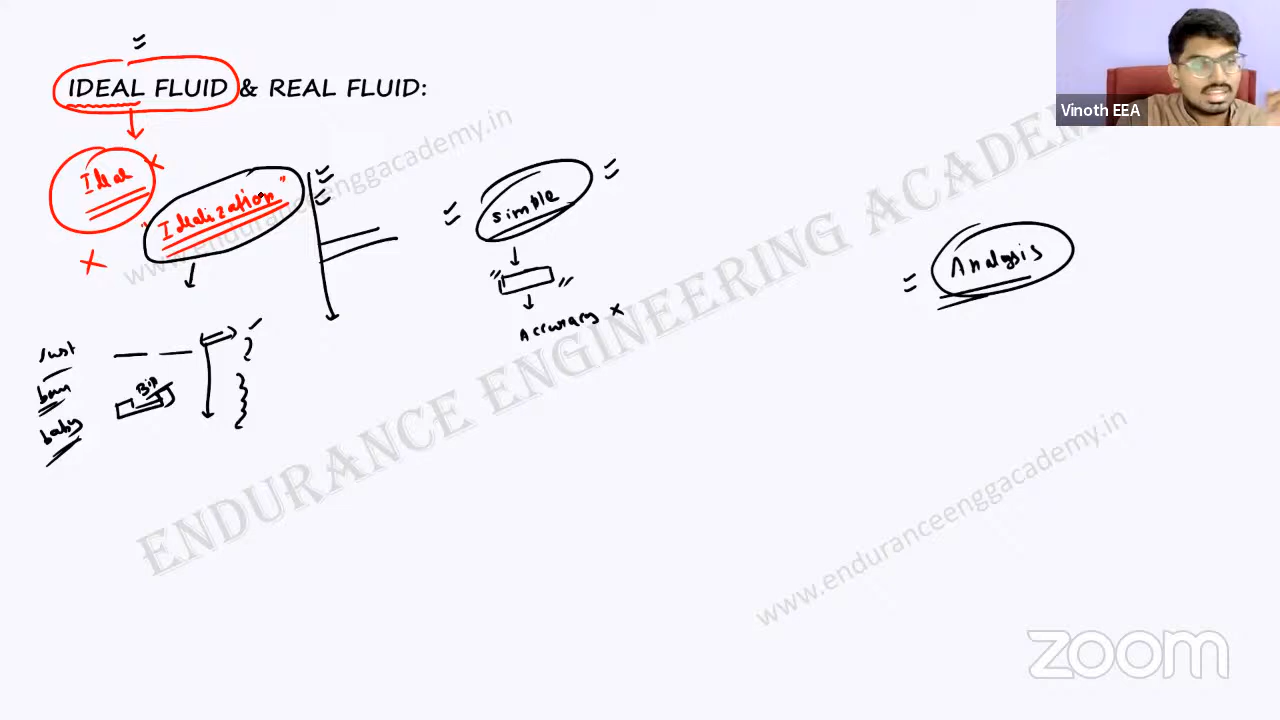 IDEAL FLUID & REAL FLUID:
Vinoth EEA
Ideal
"Idealization"
simple
Analysis
Accuracy x
Just
bam
baby
www.enduranceenggacademy.in
ENDURANCE ENGINEERING ACADEMY
www.enduranceenggacademy.in
zoom